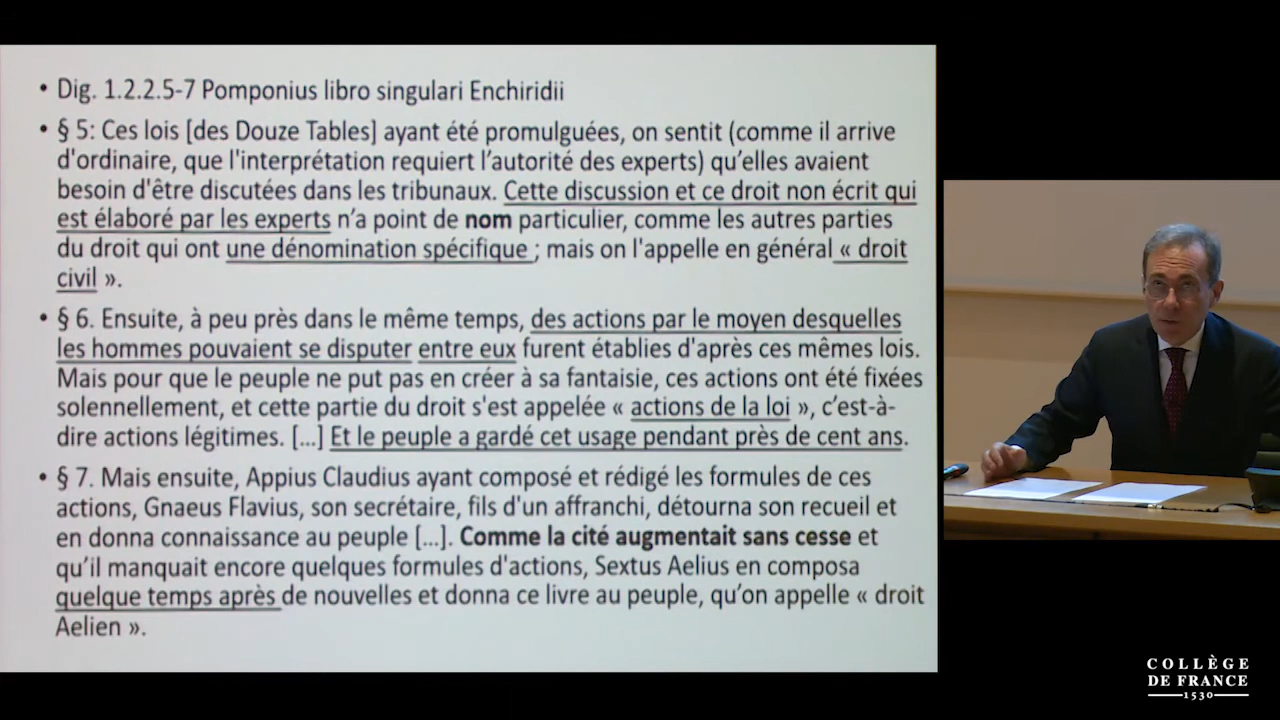 • Dig. 1.2.2.5-7 Pomponius libro singulari Enchiridii
• § 5: Ces lois [des Douze Tables] ayant été promulguées, on sentit (comme il arrive
d'ordinaire, que l'interprétation requiert l'autorité des experts) qu'elles avaient
besoin d'être discutées dans les tribunaux. Cette discussion et ce droit non écrit qui
est élaboré par les experts n'a point de nom particulier, comme les autres parties
du droit qui ont une dénomination spécifique ; mais on l'appelle en général « droit
civil ».
• § 6. Ensuite, à peu près dans le même temps, des actions par le moyen desquelles
les hommes pouvaient se disputer entre eux furent établies d'après ces mêmes lois.
Mais pour que le peuple ne put pas en créer à sa fantaisie, ces actions ont été fixées
solennellement, et cette partie du droit s'est appelée « actions de la loi », c'est-à-
dire actions légitimes. [...] Et le peuple a gardé cet usage pendant près de cent ans.
• § 7. Mais ensuite, Appius Claudius ayant composé et rédigé les formules de ces
actions, Gnaeus Flavius, son secrétaire, fils d'un affranchi, détourna son recueil et
en donna connaissance au peuple [...]. Comme la cité augmentait sans cesse et
qu'il manquait encore quelques formules d'actions, Sextus Aelius en composa
quelque temps après de nouvelles et donna ce livre au peuple, qu'on appelle « droit
Aelien ».
COLLÈGE
DE FRANCE
1530